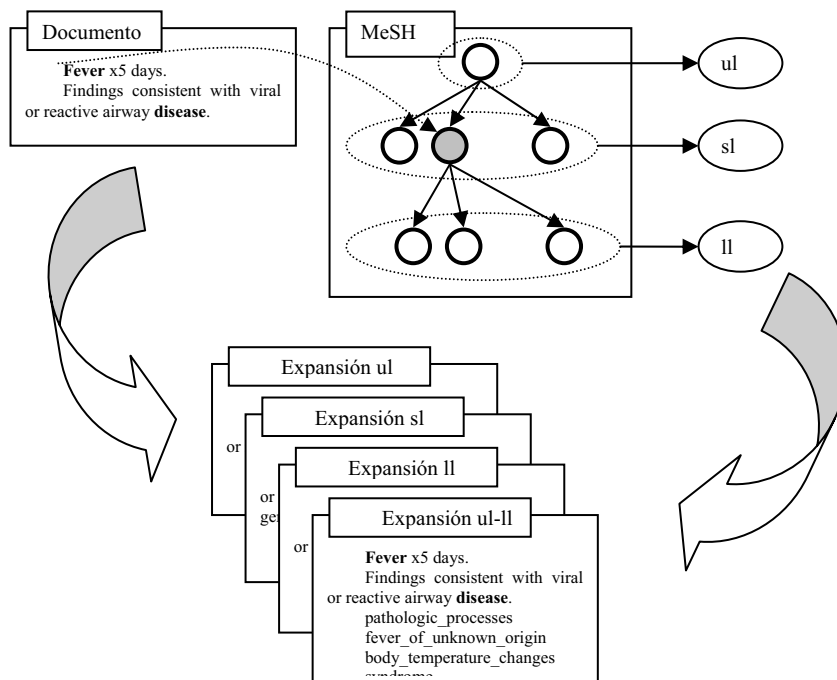 Documento
Fever x5 days.
Findings consistent with viral
or reactive airway disease.
MeSH
ul
sl
ll
Expansión ul
or
Expansión sl
or
Expansión ll
or
Expansión ul-ll
Fever x5 days.
Findings consistent with viral
or reactive airway disease.
pathologic_processes
fever_of_unknown_origin
body_temperature_changes
syndrome